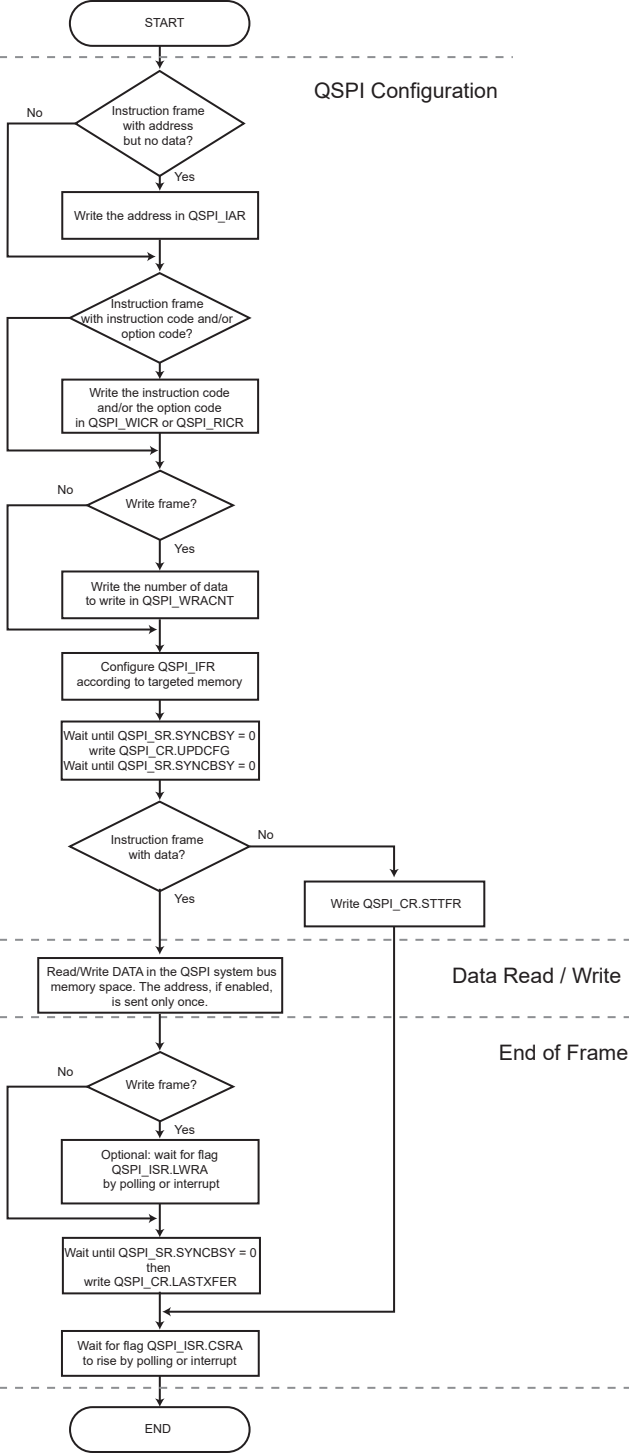 START
QSPI Configuration
Instruction frame
with address
but no data?
No
Yes
Write the address in QSPI_IAR
Instruction frame
with instruction code and/or
option code?
Write the instruction code
and/or the option code
in QSPI_WICR or QSPI_RICR
No
Write frame?
Yes
Write the number of data
to write in QSPI_WRACNT
Configure QSPI_IFR
according to targeted memory
Wait until QSPI_SR.SYNCBSY = 0
write QSPI_CR.UPDCFG
Wait until QSPI_SR.SYNCBSY = 0
Instruction frame
with data?
No
Yes
Write QSPI_CR.STTFR
Read/Write DATA in the QSPI system bus
memory space. The address, if enabled,
is sent only once.
Data Read / Write
End of Frame
No
Write frame?
Yes
Optional: wait for flag
QSPI_ISR.LWRA
by polling or interrupt
Wait until QSPI_SR.SYNCBSY = 0
then
write QSPI_CR.LASTXFER
Wait for flag QSPI_ISR.CSRA
to rise by polling or interrupt
END